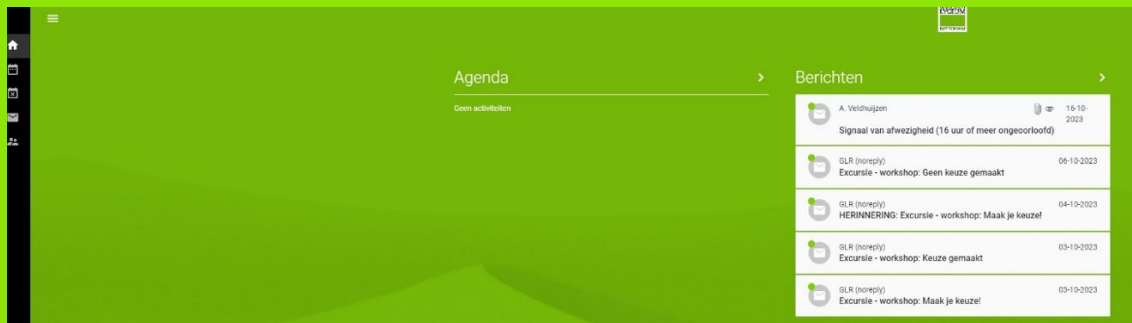 LYCEUM
ROTTERDAM
Agenda
Geen activiteiten
Berichten
A. Veldhuijzen
16-10-
2023
Signaal van afwezigheid (16 uur of meer ongeoorloofd)
GLR (noreply)
06-10-2023
Excursie - workshop: Geen keuze gemaakt
GLR (noreply)
04-10-2023
HERINNERING: Excursie - workshop: Maak je keuze!
GLR (noreply)
03-10-2023
Excursie - workshop: Keuze gemaakt
GLR (noreply)
03-10-2023
Excursie - workshop: Maak je keuze!